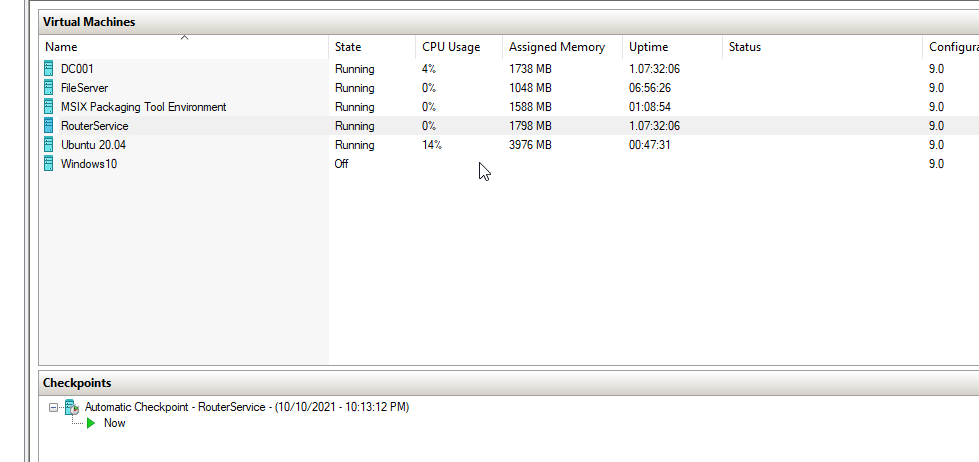 Virtual Machines
Name State CPU Usage Assigned Memory Uptime Status Configura
DC001 Running 4% 1738 MB 1.07:32:06 9.0
FileServer Running 0% 1048 MB 06:56:26 9.0
MSIX Packaging Tool Environment Running 0% 1588 MB 01:08:54 9.0
RouterService Running 0% 1798 MB 1.07:32:06 9.0
Ubuntu 20.04 Running 14% 3976 MB 00:47:31 9.0
Windows10 Off 9.0
Checkpoints
Automatic Checkpoint - RouterService - (10/10/2021 - 10:13:12 PM)
Now